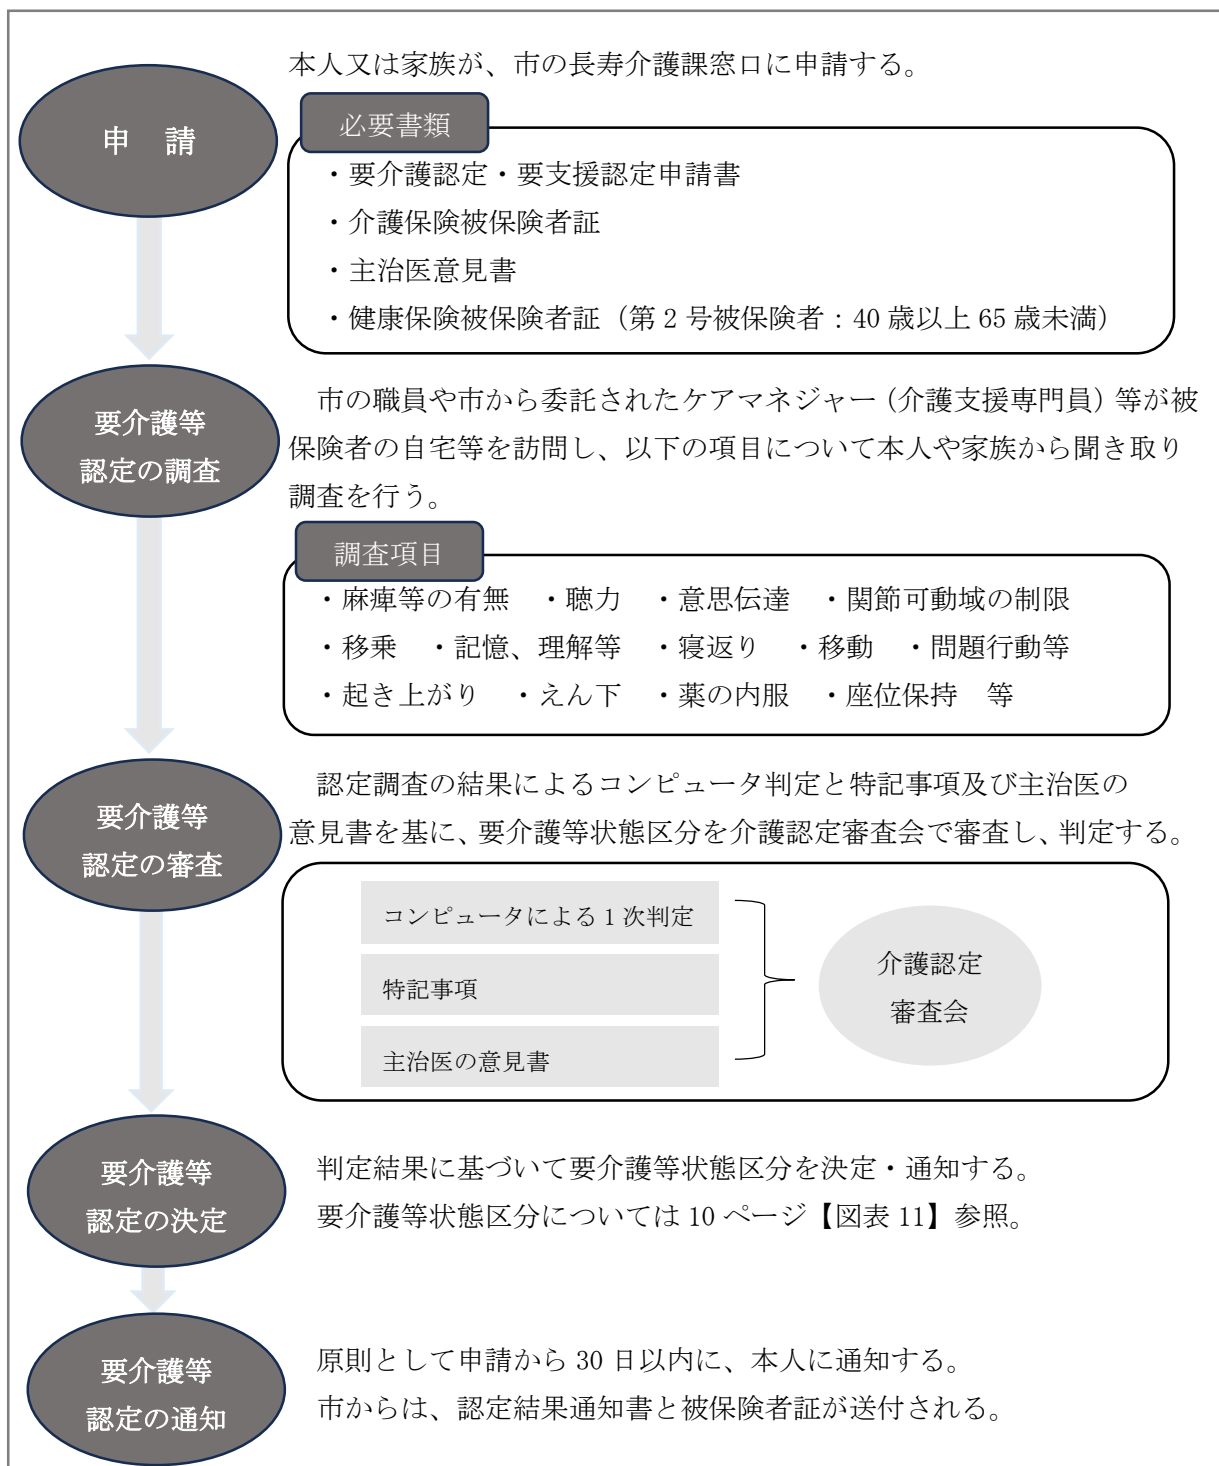 本人又は家族が、市の長寿介護課窓口に申請する。
申　請
必要書類
・要介護認定・要支援認定申請書
・介護保険被保険者証
・主治医意見書
・健康保険被保険者証（第２号被保険者：40 歳以上 65 歳未満）
要介護等
認定の調査
市の職員や市から委託されたケアマネジャー（介護支援専門員）等が被
保険者の自宅等を訪問し、以下の項目について本人や家族から聞き取り
調査を行う。
調査項目
・麻痺等の有無　・聴力　・意思伝達　・関節可動域の制限
・移乗　・記憶、理解等　・寝返り　・移動　・問題行動等
・起き上がり　・えん下　・薬の内服　・座位保持　等
要介護等
認定の審査
認定調査の結果によるコンピュータ判定と特記事項及び主治医の
意見書を基に、要介護等状態区分を介護認定審査会で審査し、判定する。
コンピュータによる１次判定
特記事項
主治医の意見書
介護認定
審査会
要介護等
認定の決定
判定結果に基づいて要介護等状態区分を決定・通知する。
要介護等状態区分については 10 ページ【図表 11】参照。
要介護等
認定の通知
原則として申請から 30 日以内に、本人に通知する。
市からは、認定結果通知書と被保険者証が送付される。